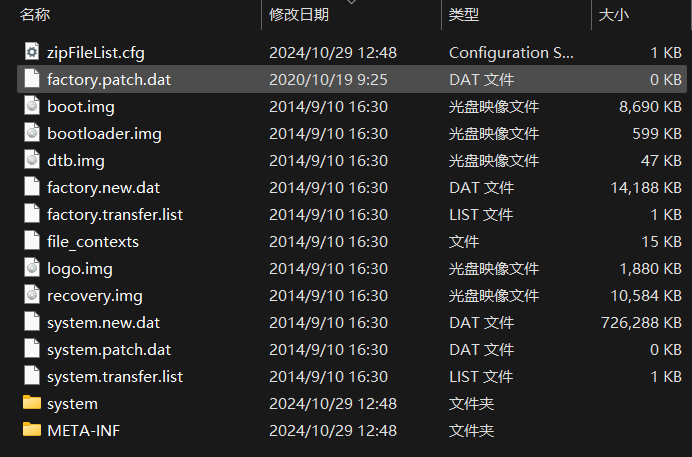 名称 修改日期 类型 大小
zipFileList.cfg 2024/10/29 12:48 Configuration S... 1 KB
factory.patch.dat 2020/10/19 9:25 DAT 文件 0 KB
boot.img 2014/9/10 16:30 光盘映像文件 8,690 KB
bootloader.img 2014/9/10 16:30 光盘映像文件 599 KB
dtb.img 2014/9/10 16:30 光盘映像文件 47 KB
factory.new.dat 2014/9/10 16:30 DAT 文件 14,188 KB
factory.transfer.list 2014/9/10 16:30 LIST 文件 1 KB
file_contexts 2014/9/10 16:30 文件 15 KB
logo.img 2014/9/10 16:30 光盘映像文件 1,880 KB
recovery.img 2014/9/10 16:30 光盘映像文件 10,584 KB
system.new.dat 2014/9/10 16:30 DAT 文件 726,288 KB
system.patch.dat 2014/9/10 16:30 DAT 文件 0 KB
system.transfer.list 2014/9/10 16:30 LIST 文件 1 KB
system 2024/10/29 12:48 文件夹
META-INF 2024/10/29 12:48 文件夹